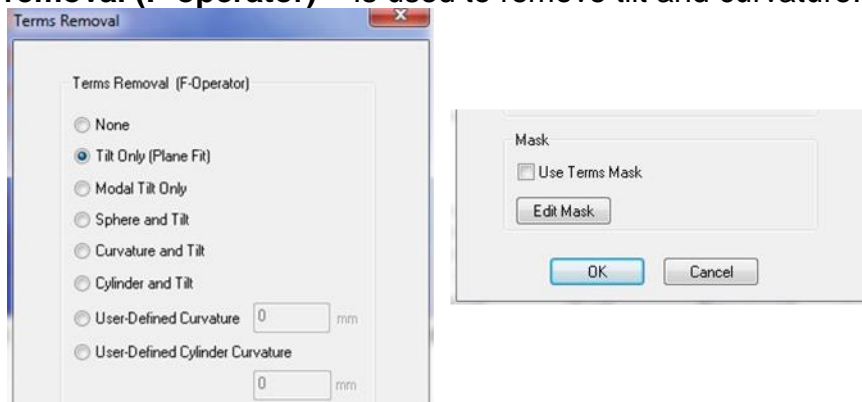 removal (F-operator) – is used to remove tilt and curvature.
Terms Removal
Terms Removal (F-Operator)
None
Tilt Only (Plane Fit)
Modal Tilt Only
Sphere and Tilt
Curvature and Tilt
Cylinder and Tilt
User-Defined Curvature 0 mm
User-Defined Cylinder Curvature
0 mm
Mask
Use Terms Mask
Edit Mask
OK Cancel